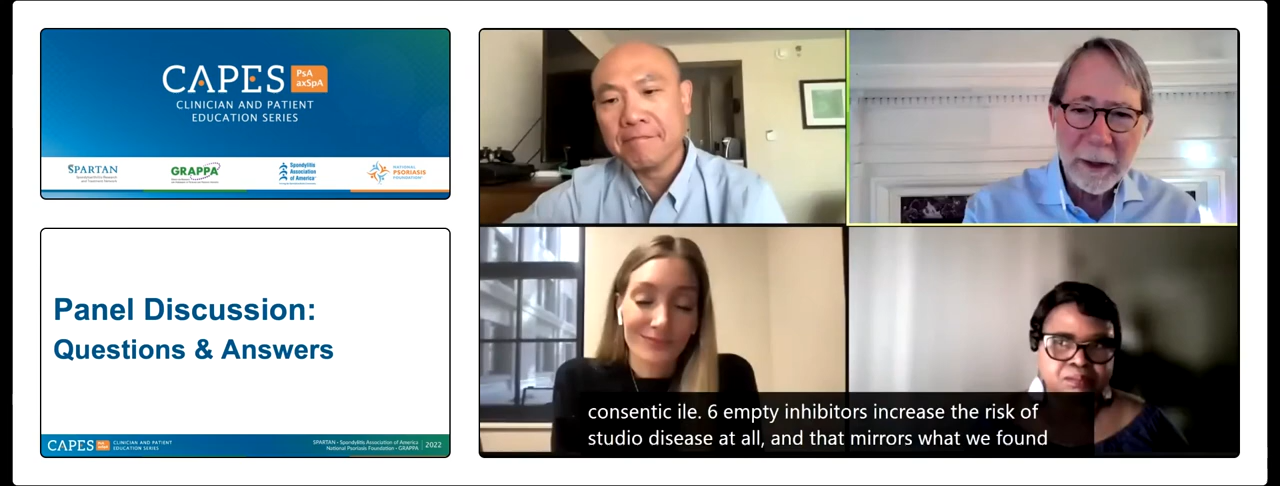 CAPES PsA axSpA
CLINICIAN AND PATIENT
EDUCATION SERIES
SPARTAN
GRAPPA
Spondylitis
Association
of America
NATIONAL
PSORIASIS
FOUNDATION
Panel Discussion:
Questions & Answers
CAPES CLINICIAN AND PATIENT
EDUCATION SERIES
SPARTAN - Spondylitis Association of America
National Psoriasis Foundation - GRAPPA
2022
consentic ile. 6 empty inhibitors increase the risk of
studio disease at all, and that mirrors what we found